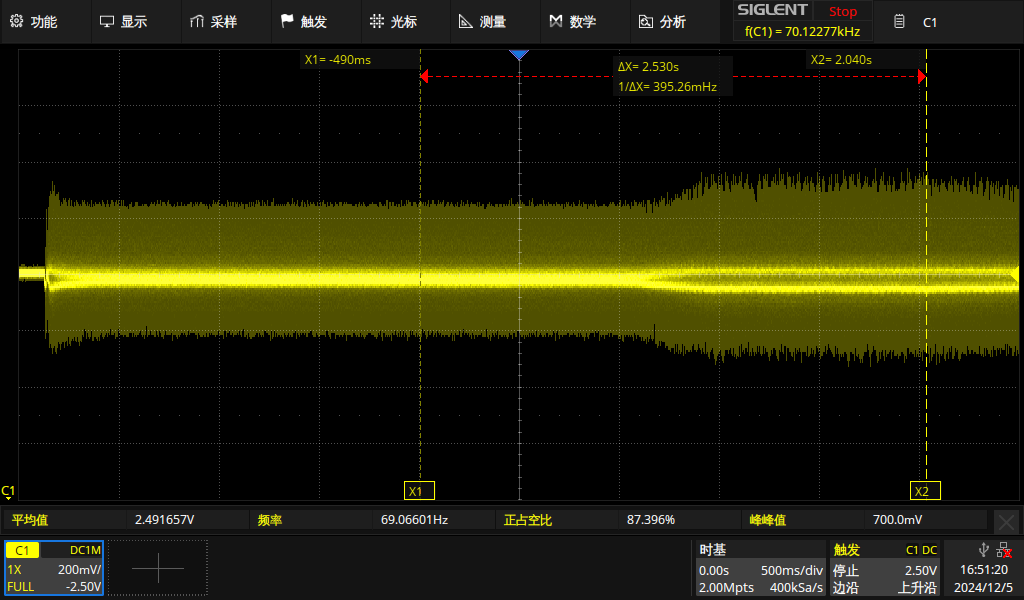 功能 显示 采样 触发 光标 测量 数学 分析 SIGLENT Stop C1
f(C1) = 70.12277kHz
X1= -490ms ΔX= 2.530s X2= 2.040s
1/ΔX= 395.26mHz
C1 X1 X2
平均值 2.491657V 频率 69.06601Hz 正占空比 87.396% 峰峰值 700.0mV
C1 DC1M 时基 触发 C1 DC
1X 200mV/ 0.00s 500ms/div 停止 2.50V 16:51:20
FULL -2.50V 2.00Mpts 400kSa/s 边沿 上升沿 2024/12/5